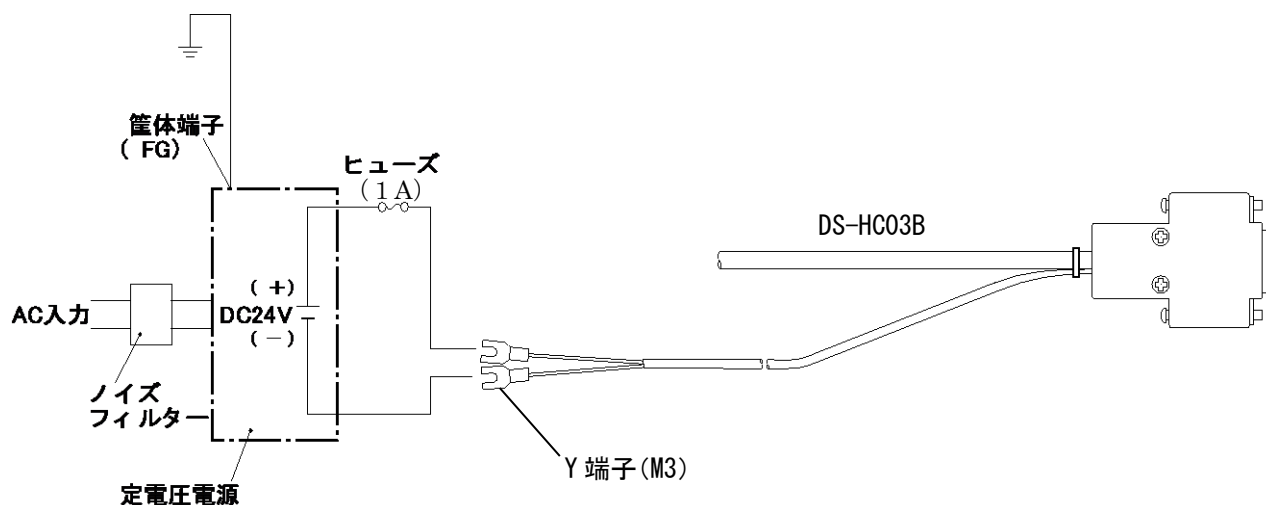 筐体端子
( FG)
ヒューズ
(1A)
DS-HC03B
(+)
AC入力
DC24V
(−)
ノイズ
フィルター
Y端子(M3)
定電圧電源